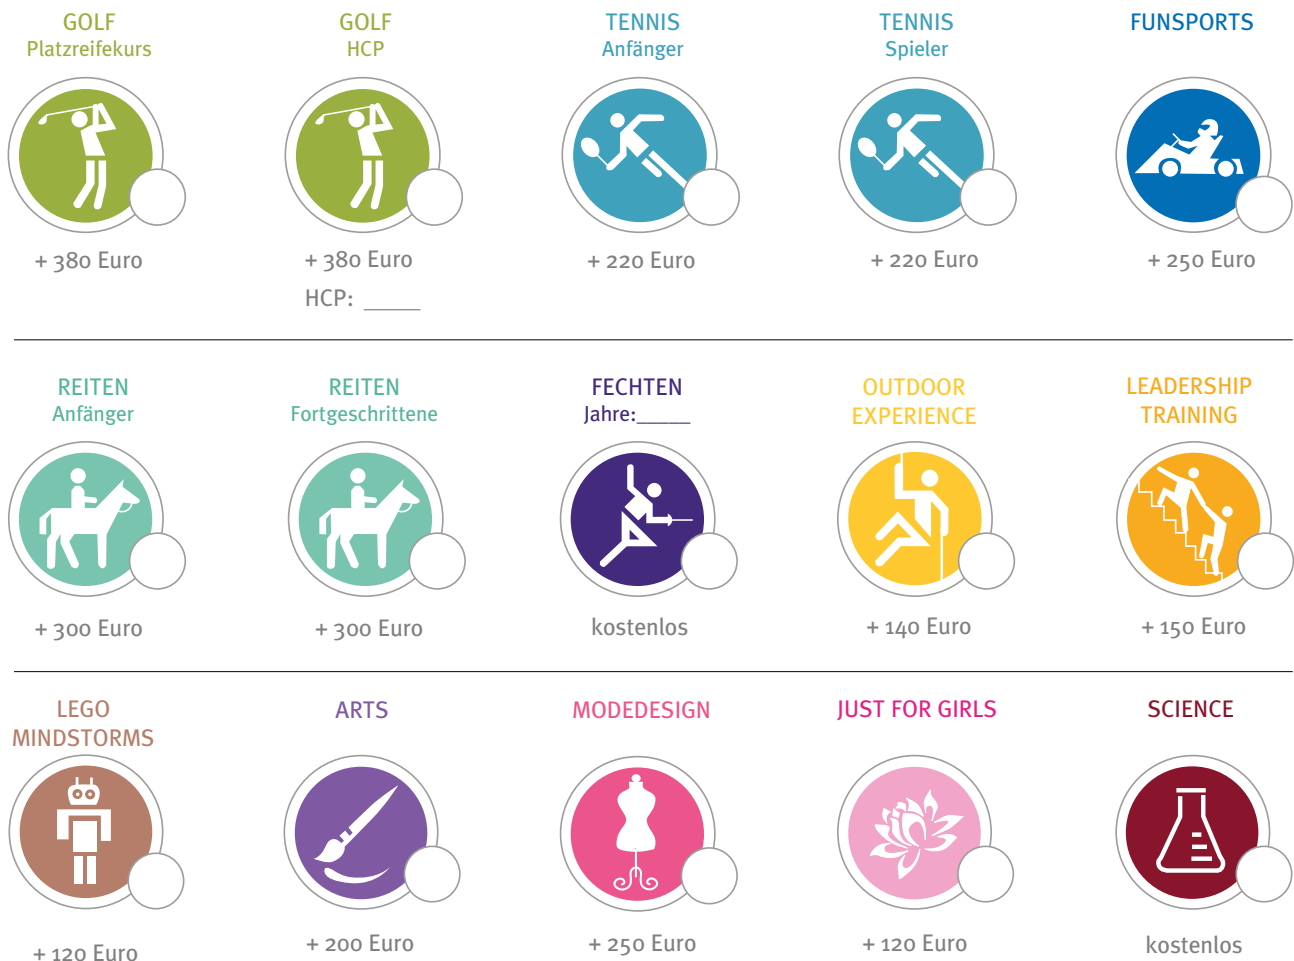 GOLF
Platzreifekurs
GOLF
HCP
TENNIS
Anfänger
TENNIS
Spieler
FUNSPORTS
+ 380 Euro
+ 380 Euro
HCP: _____
+ 220 Euro
+ 220 Euro
+ 250 Euro
REITEN
Anfänger
REITEN
Fortgeschrittene
FECHTEN
Jahre:_____
OUTDOOR
EXPERIENCE
LEADERSHIP
TRAINING
+ 300 Euro
+ 300 Euro
kostenlos
+ 140 Euro
+ 150 Euro
LEGO
MINDSTORMS
ARTS
MODEDESIGN
JUST FOR GIRLS
SCIENCE
+ 120 Euro
+ 200 Euro
+ 250 Euro
+ 120 Euro
kostenlos